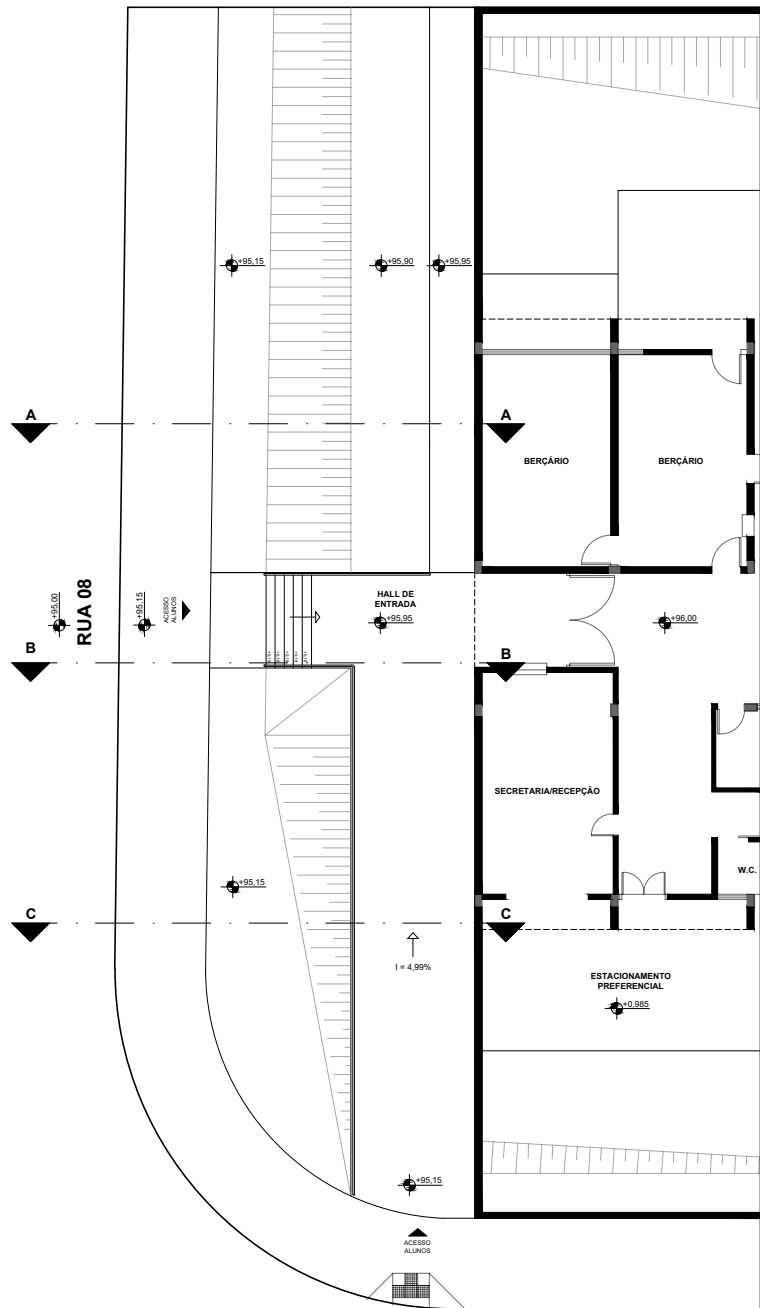 +95,15
+95,90
+95,95
A
A
BERÇÁRIO
BERÇÁRIO
+95,00
RUA 08
+95,15
ACESSO
ALUNOS
HALL DE
ENTRADA
+95,95
+96,00
B
B
SECRETARIA/RECEPÇÃO
W.C.
+95,15
C
C
I = 4,99%
ESTACIONAMENTO
PREFERENCIAL
+0,985
+95,15
ACESSO
ALUNOS